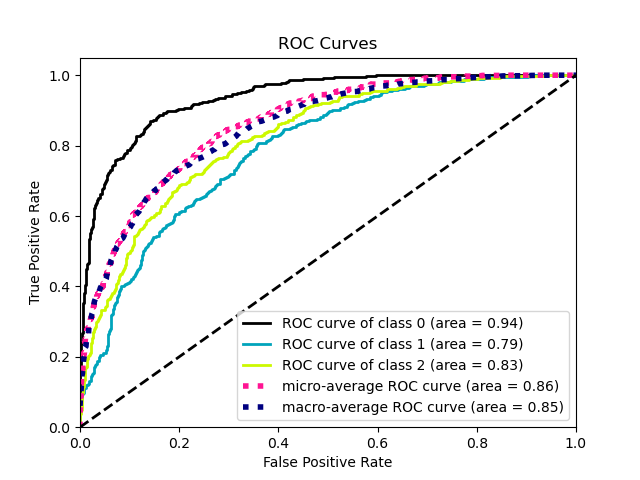 ROC Curves
True Positive Rate
1.0
0.8
0.6
0.4
0.2
0.0
ROC curve of class 0 (area = 0.94)
ROC curve of class 1 (area = 0.79)
ROC curve of class 2 (area = 0.83)
micro-average ROC curve (area = 0.86)
macro-average ROC curve (area = 0.85)
0.0 0.2 0.4 0.6 0.8 1.0
False Positive Rate